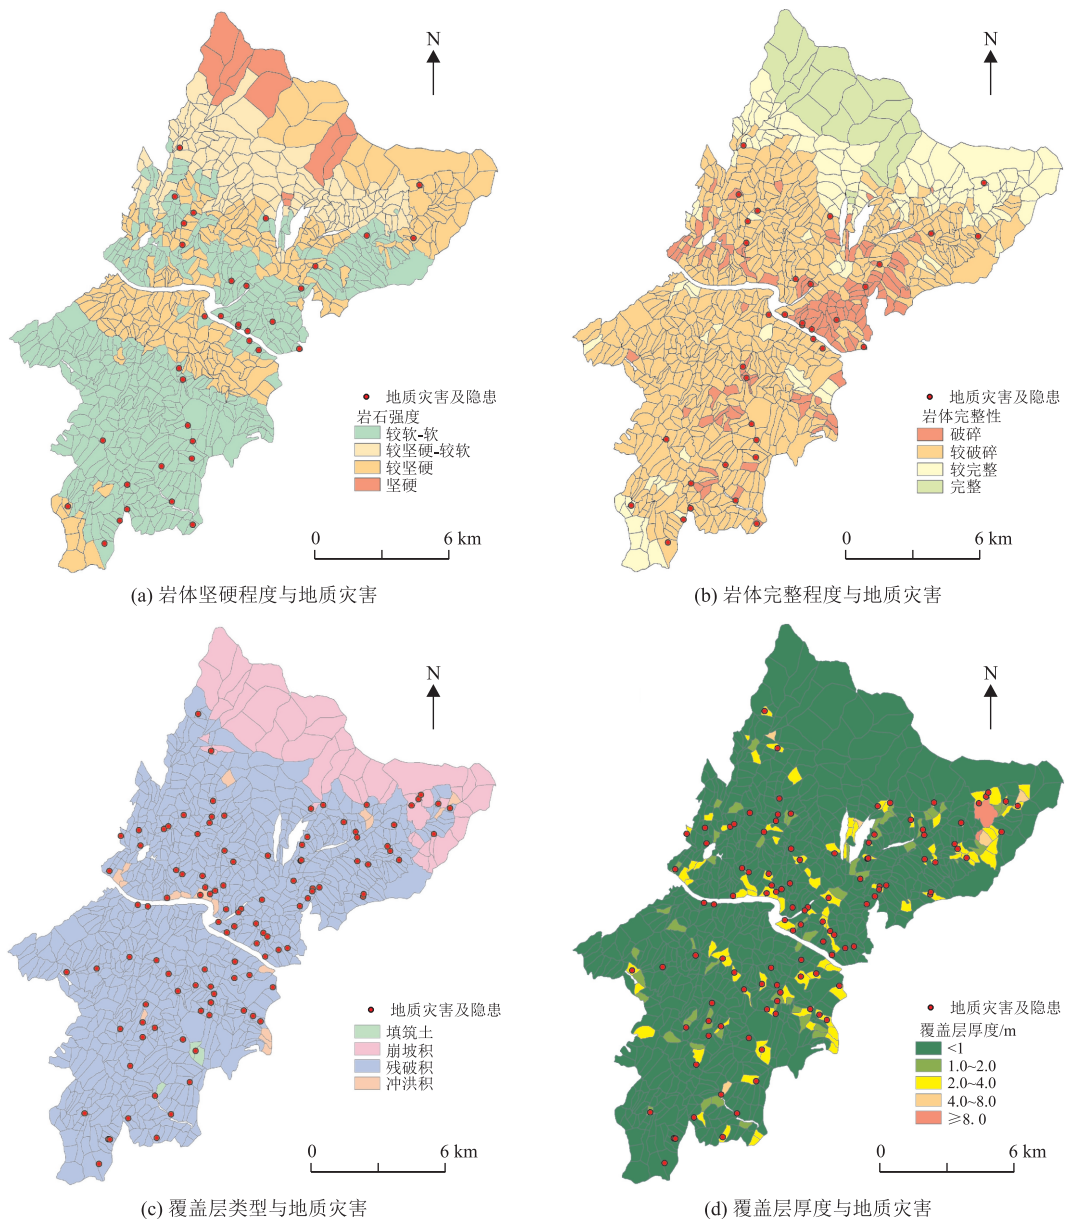 N
地质灾害及隐患
岩石强度
较软-软
较坚硬-较软
较坚硬
坚硬
0 6 km
(a) 岩体坚硬程度与地质灾害
N
地质灾害及隐患
岩体完整性
破碎
较破碎
较完整
完整
0 6 km
(b) 岩体完整程度与地质灾害
N
地质灾害及隐患
填筑土
崩坡积
残破积
冲洪积
0 6 km
(c) 覆盖层类型与地质灾害
N
地质灾害及隐患
覆盖层厚度/m
<1
1.0~2.0
2.0~4.0
4.0~8.0
≥8.0
0 6 km
(d) 覆盖层厚度与地质灾害